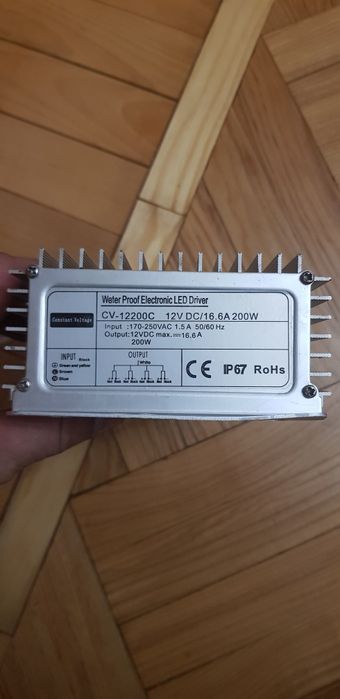 Constant Voltage
Water Proof Electronic LED Driver
CV-12200C 12V DC/16.6A 200W
Input :170-250VAC 1.5A 50/60 Hz
Output:12VDC max. 16.6A
200W
INPUT
Black
Green and yellow
Brown
Blue
OUTPUT
CE IP67 RoHs